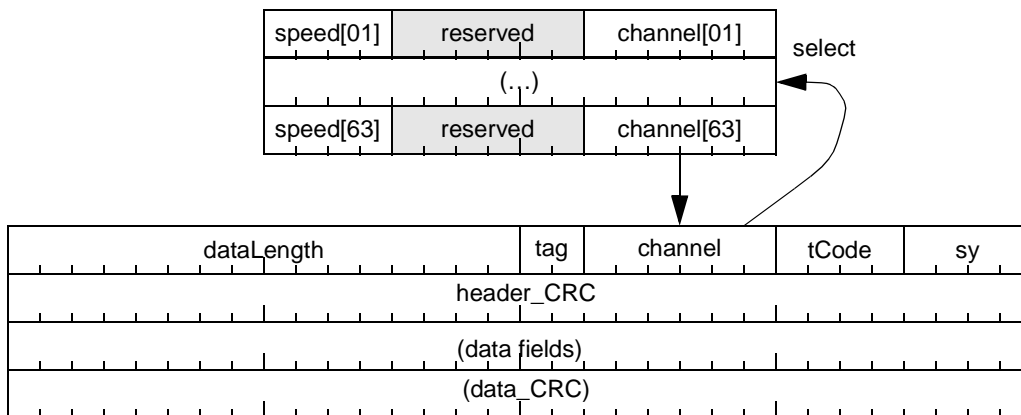 speed[01] reserved channel[01]
select
(...)
speed[63] reserved channel[63]
dataLength tag channel tCode sy
header_CRC
(data fields)
(data_CRC)